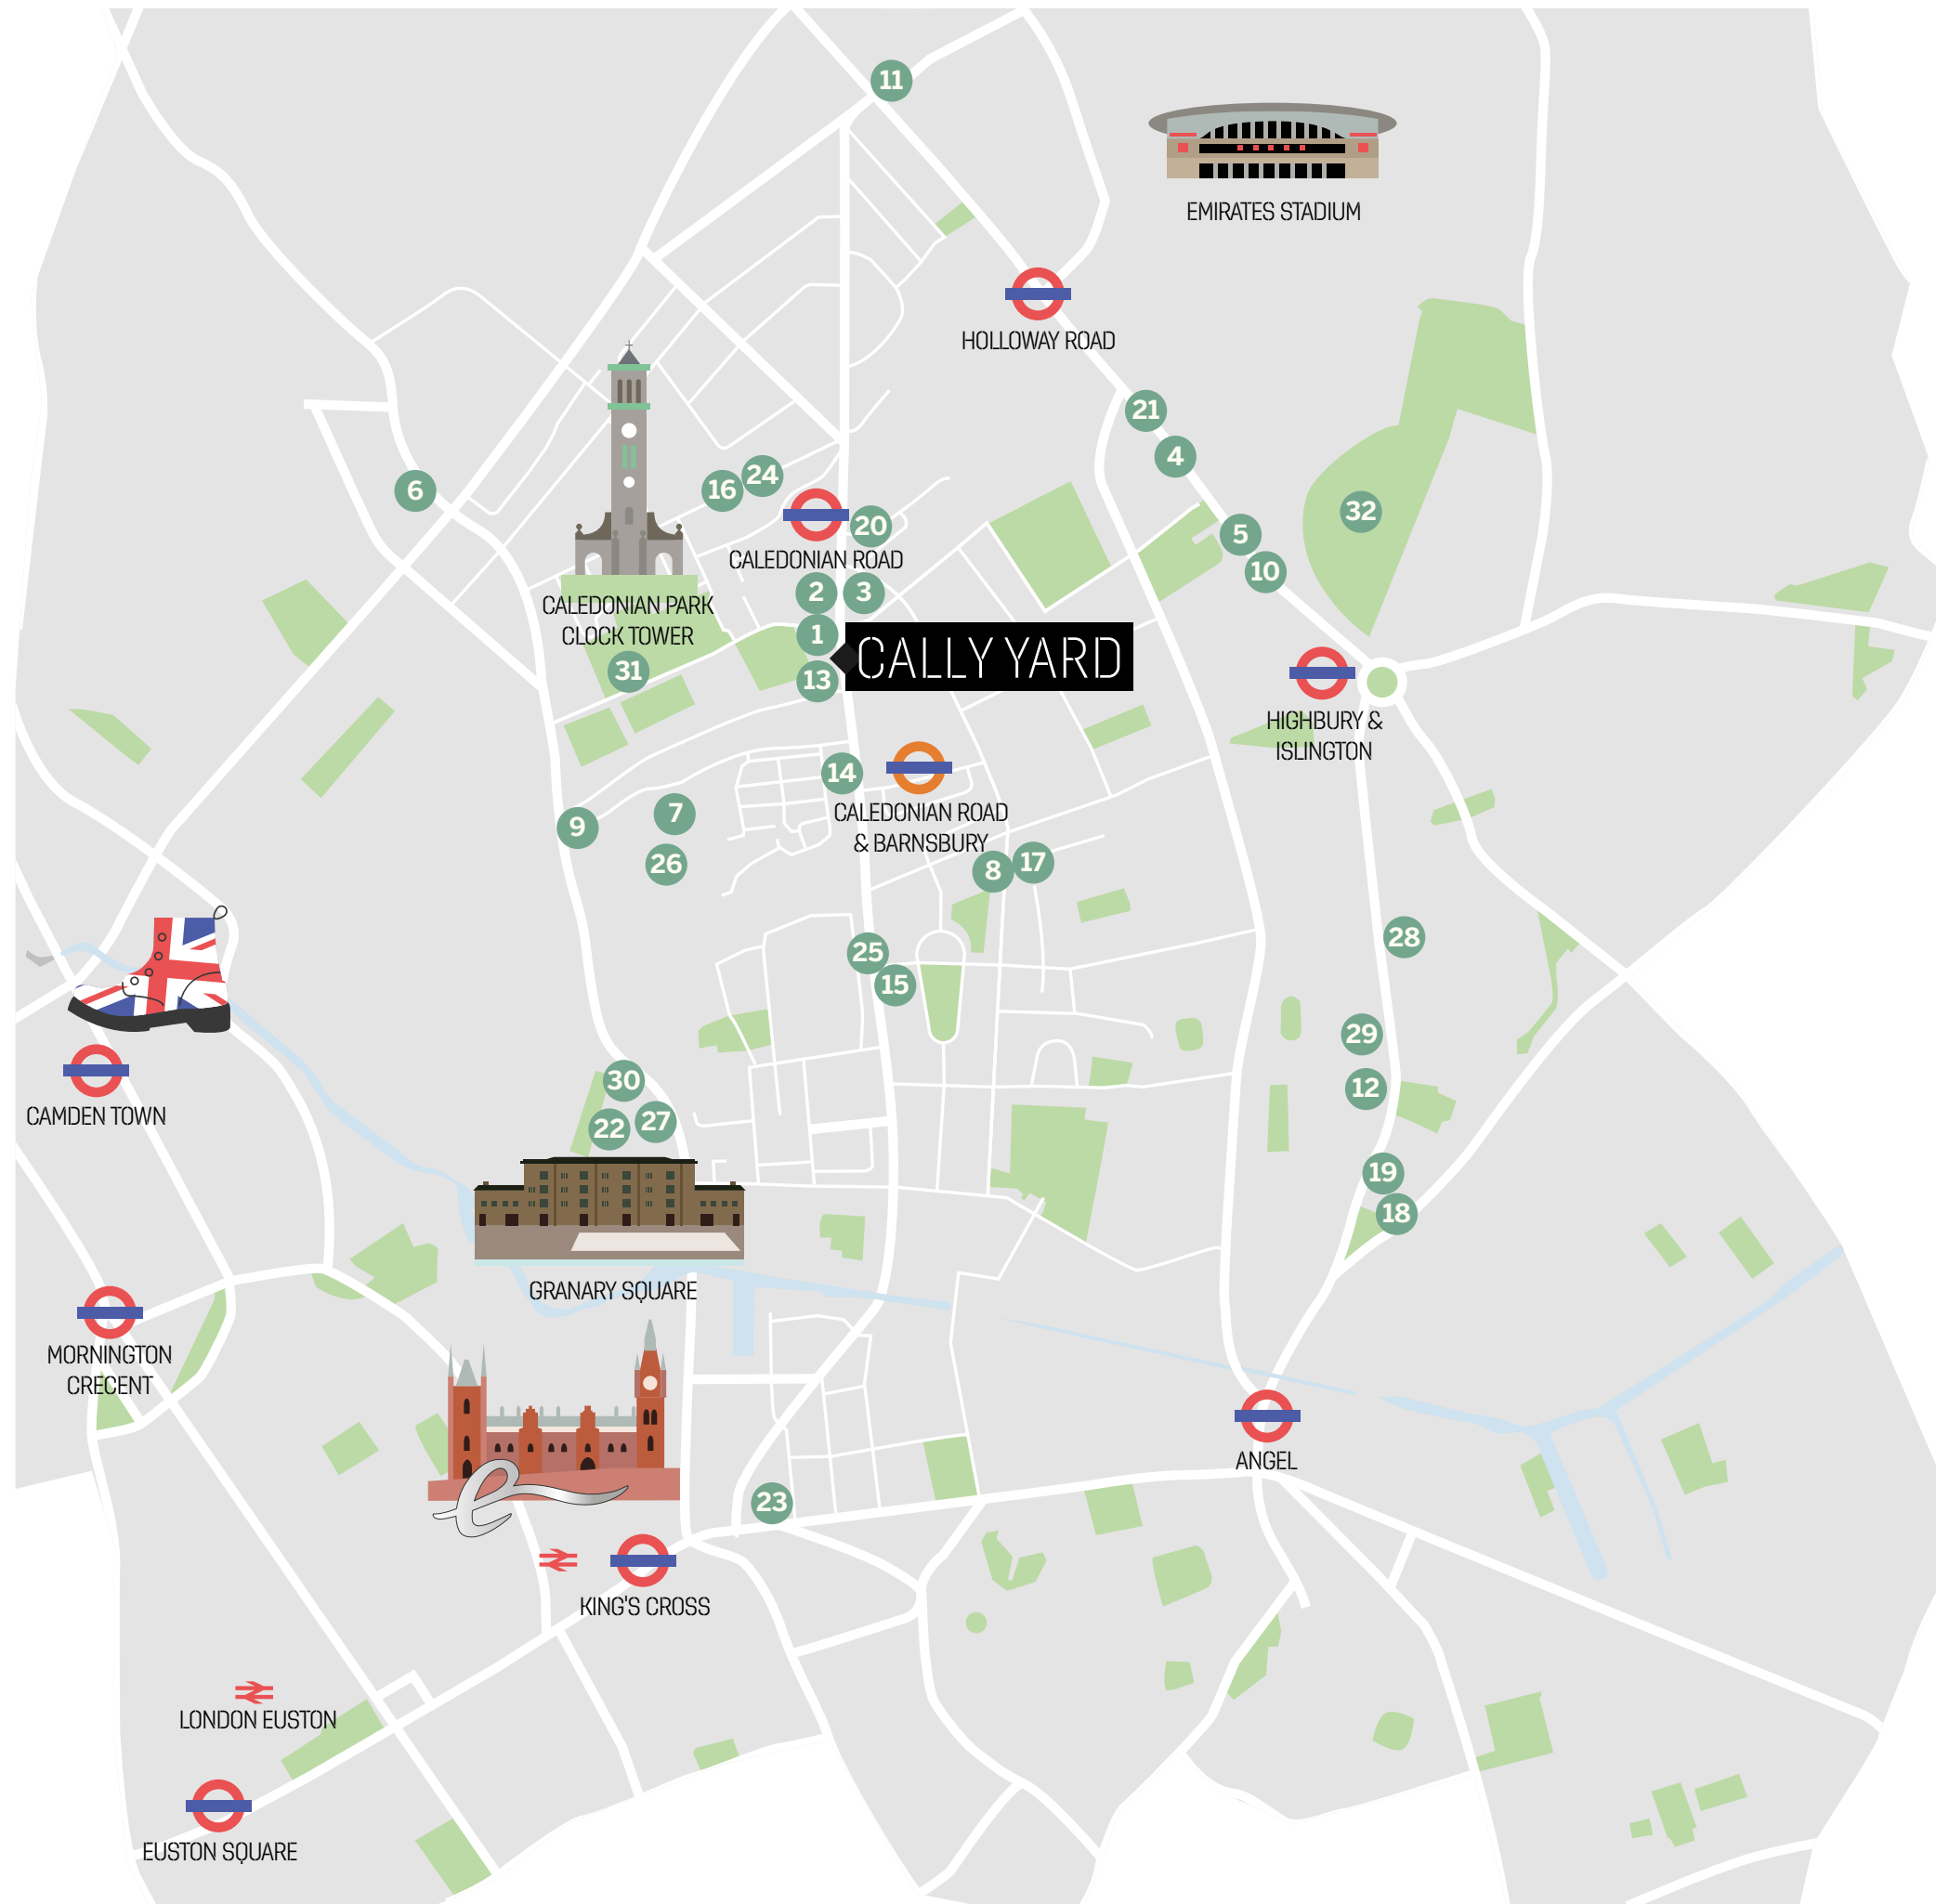 11
EMIRATES STADIUM
HOLLOWAY ROAD
21
4
6
16
24
20
32
5
10
CALEDONIAN ROAD
2
3
CALEDONIAN PARK
CLOCK TOWER
1
CALLY YARD
31
13
HIGHBURY &
ISLINGTON
14
CALEDONIAN ROAD
& BARNSBURY
7
9
26
8
17
28
25
15
29
30
12
CAMDEN TOWN
22
27
19
18
GRANARY SQUARE
MORNINGTON
CRECENT
ANGEL
e
23
KING'S CROSS
LONDON EUSTON
EUSTON SQUARE